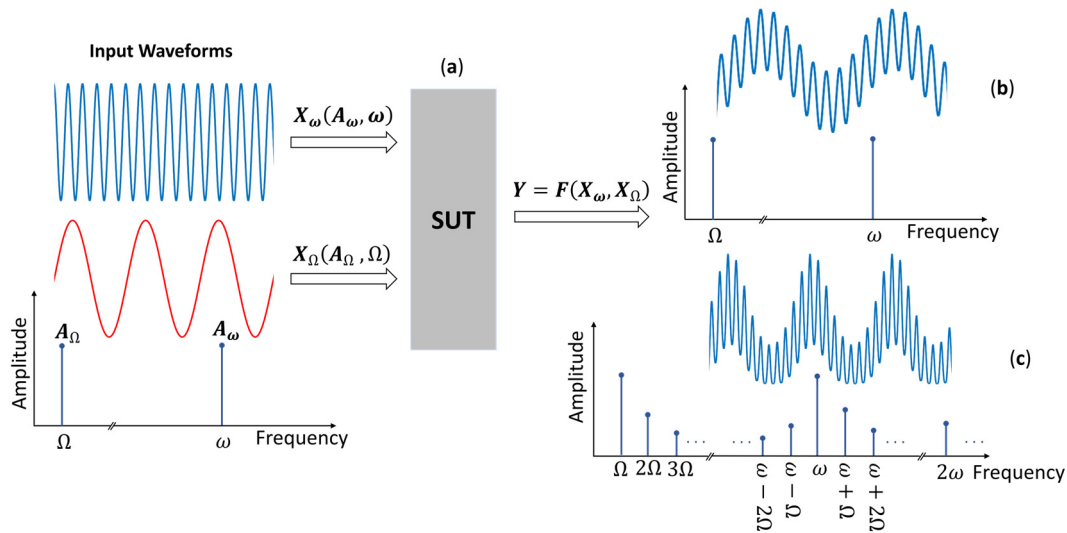 Input Waveforms
(a)
X_ω(A_ω, ω)
SUT
X_Ω(A_Ω, Ω)
Y = F(X_ω, X_Ω)
Amplitude
A_Ω
A_ω
Ω
ω
Frequency
(b)
Amplitude
Ω
ω
Frequency
(c)
Amplitude
Ω
2Ω
3Ω
...
...
ω − 2Ω
ω − Ω
ω
ω + Ω
ω + 2Ω
...
2ω
...
Frequency